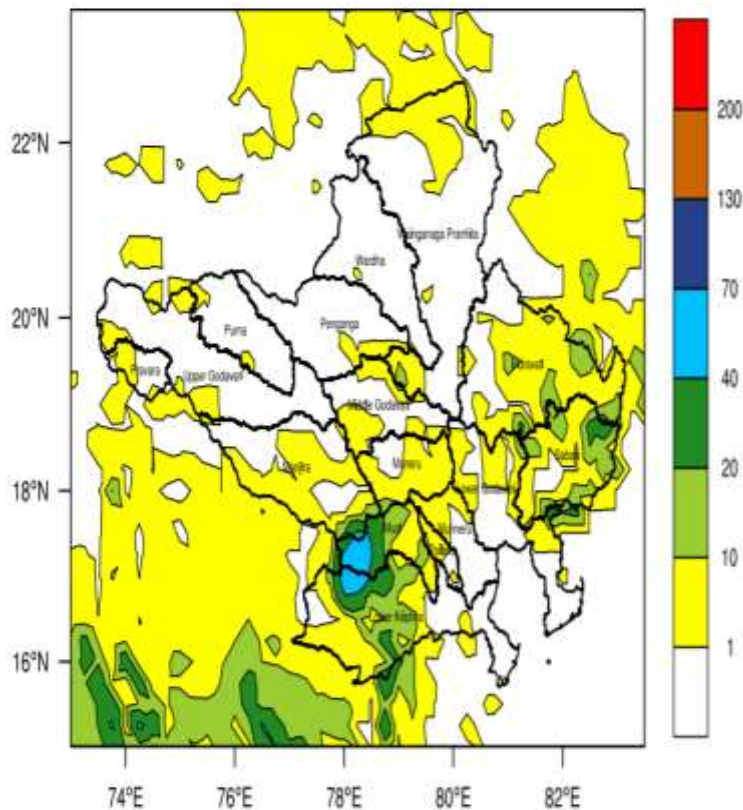 22°N
20°N
18°N
16°N
74°E
76°E
78°E
80°E
82°E
200
130
70
40
20
10
1
Wardha
Purna
Penganga
Pravara
Upper Godavari
Middle Godavari
Manjira
Maneru